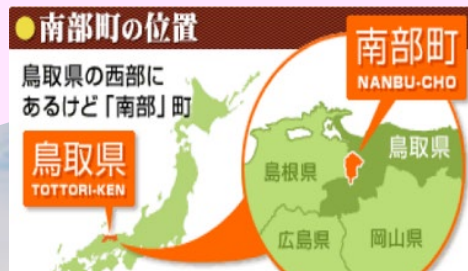 南部町の位置
鳥取県の西部に
あるけど「南部」町
鳥取県
TOTTORI-KEN
南部町
NANBU-CHO
鳥取県
島根県
広島県
岡山県